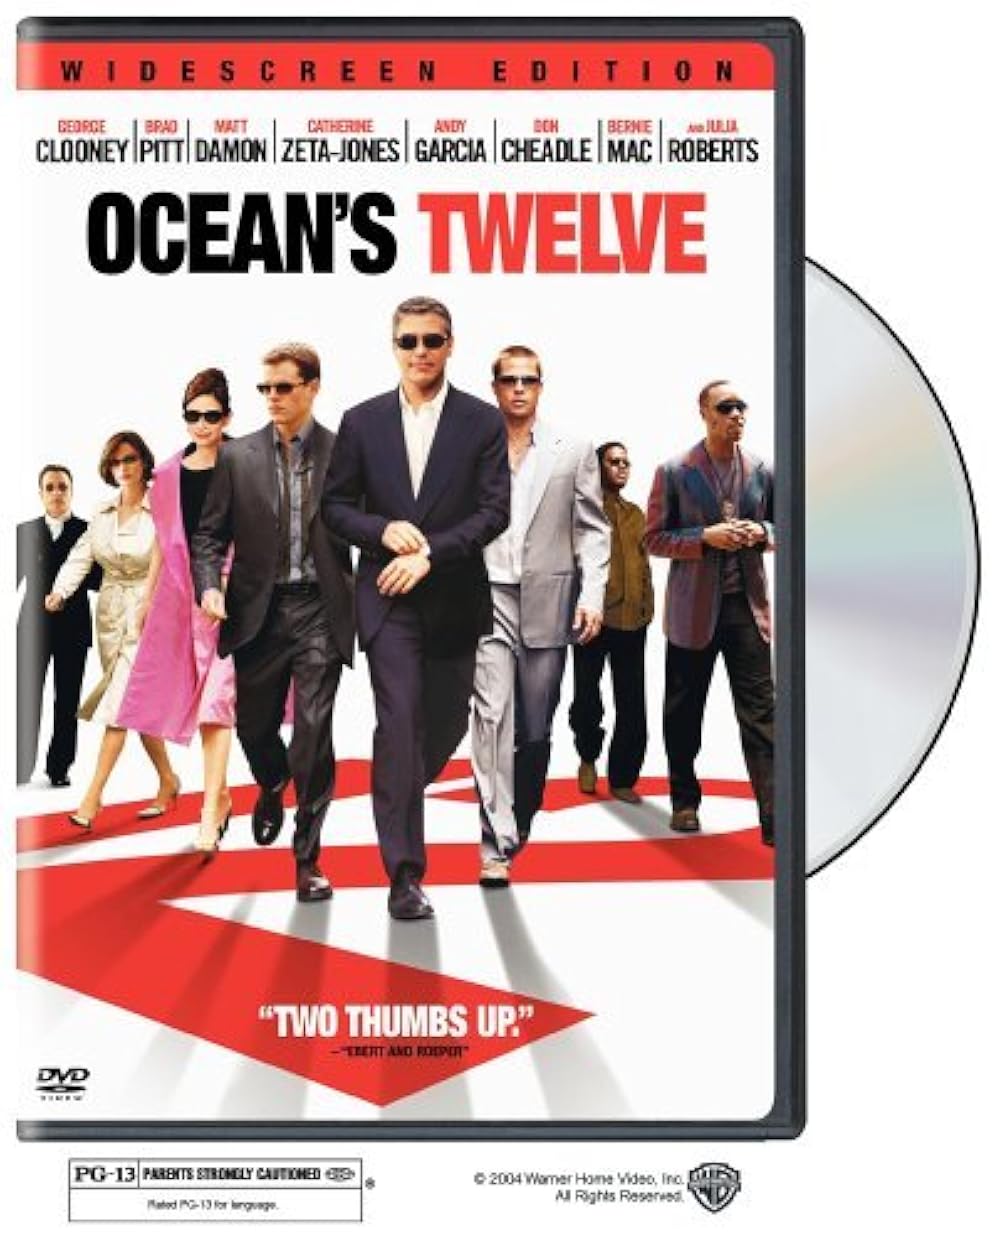 WIDESCREEN EDITION
GEORGE CLOONEY | BRAD PITT | MATT DAMON | CATHERINE ZETA-JONES | ANDY GARCIA | DON CHEADLE | BERNIE MAC | AND JULIA ROBERTS
OCEAN'S TWELVE
"TWO THUMBS UP."
–"EBERT AND ROEPER"
DVD
VIDEO
PG-13 PARENTS STRONGLY CAUTIONED ®
Rated PG-13 for language.
© 2004 Warner Home Video, Inc.
All Rights Reserved.
WB